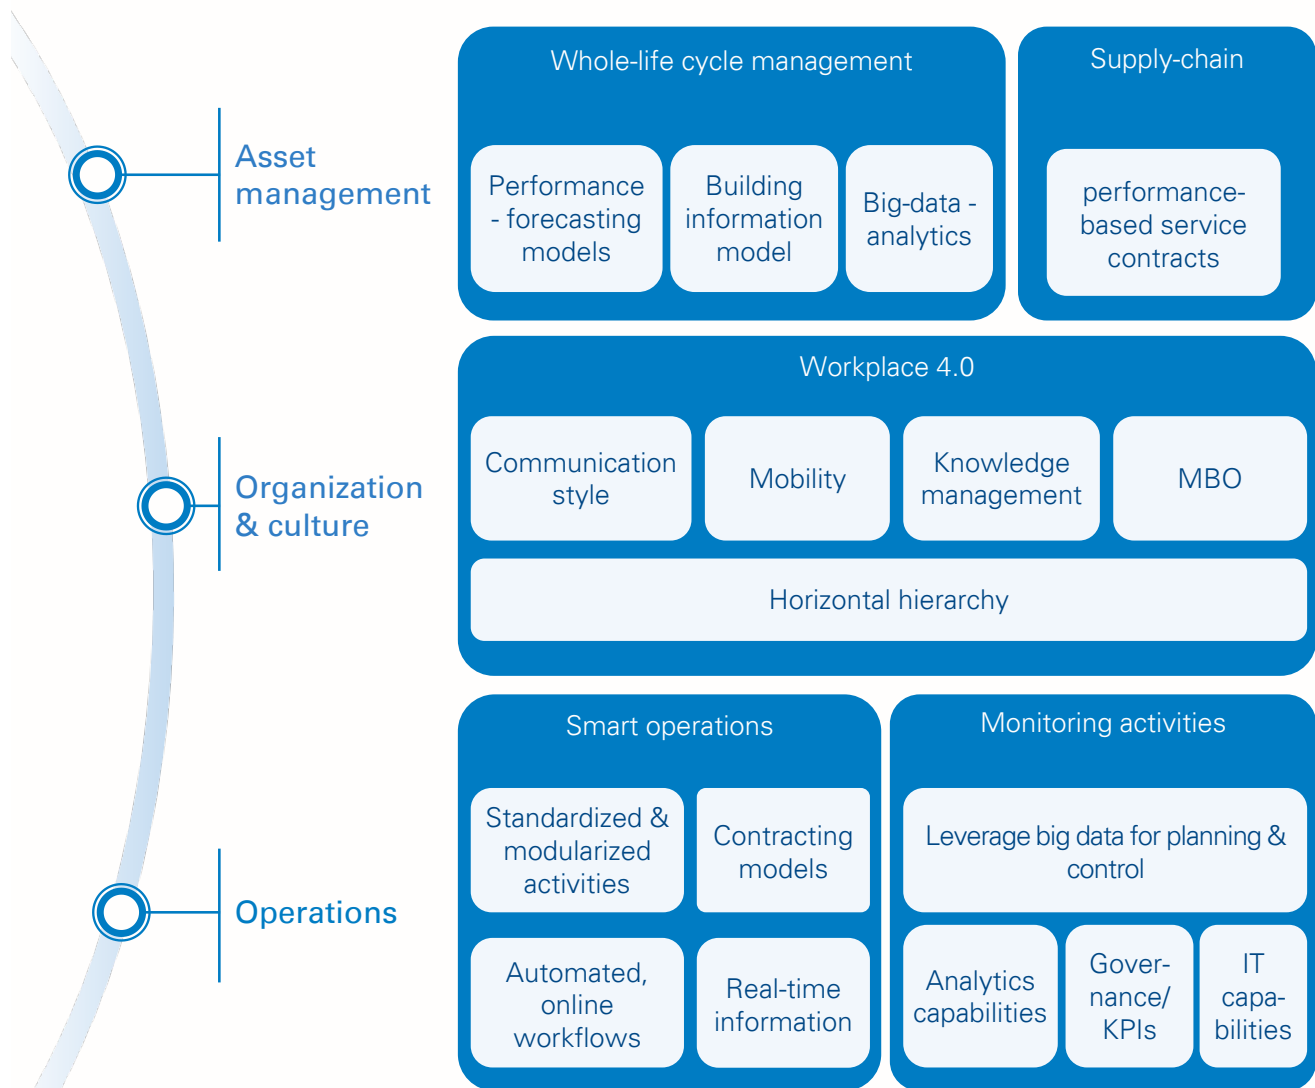 Asset
management
Whole-life cycle management
Performance
- forecasting
models
Building
information
model
Big-data -
analytics
Supply-chain
performance-
based service
contracts
Organization
& culture
Workplace 4.0
Communication
style
Mobility
Knowledge
management
MBO
Horizontal hierarchy
Operations
Smart operations
Standardized &
modularized
activities
Contracting
models
Automated,
online
workflows
Real-time
information
Monitoring activities
Leverage big data for planning &
control
Analytics
capabilities
Gover-
nance/
KPIs
IT
capa-
bilities